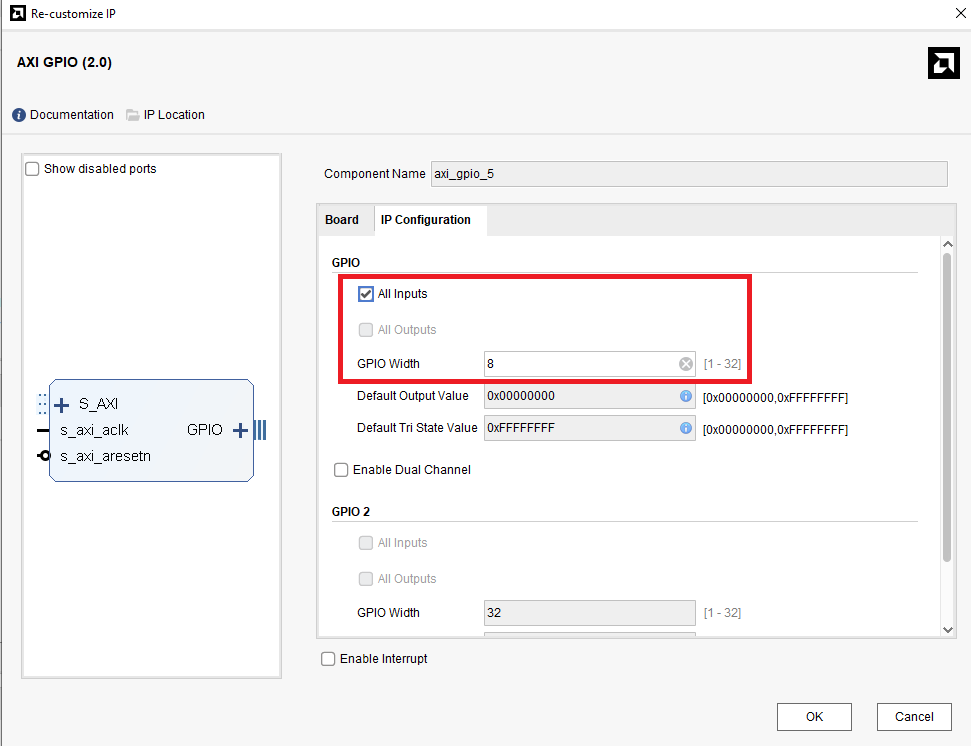 Re-customize IP
AXI GPIO (2.0)
Documentation IP Location
Show disabled ports
S_AXI
s_axi_aclk
s_axi_aresetn
GPIO
Component Name axi_gpio_5
Board IP Configuration
GPIO
All Inputs
All Outputs
GPIO Width 8 [1 - 32]
Default Output Value 0x00000000 [0x00000000,0xFFFFFFFF]
Default Tri State Value 0xFFFFFFFF [0x00000000,0xFFFFFFFF]
Enable Dual Channel
GPIO 2
All Inputs
All Outputs
GPIO Width 32 [1 - 32]
Enable Interrupt
OK Cancel